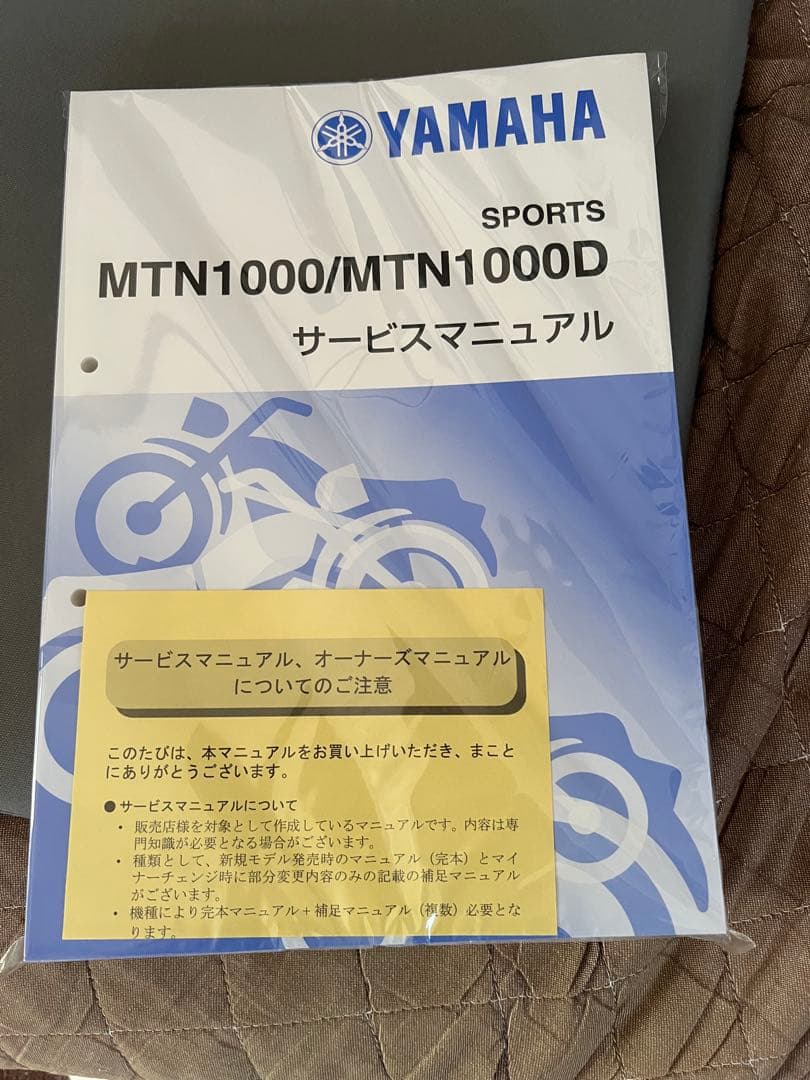 YAMAHA
SPORTS
MTN1000/MTN1000D
サービスマニュアル
サービスマニュアル、オーナーズマニュアル
についてのご注意
このたびは、本マニュアルをお買い上げいただき、まこと
にありがとうございます。
●サービスマニュアルについて
・販売店様を対象として作成しているマニュアルです。内容は専
門知識が必要となる場合がございます。
・種類として、新規モデル発売時のマニュアル（完本）とマイ
ナーチェンジ時に部分変更内容のみの記載の補足マニュアル
がございます。
・機種により完本マニュアル＋補足マニュアル（複数）必要とな
ります。